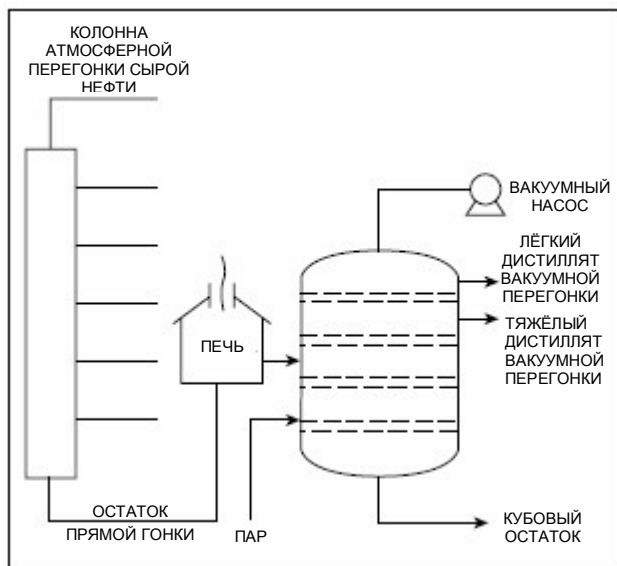 КОЛОННА
АТМОСФЕРНОЙ
ПЕРЕГОНКИ СЫРОЙ
НЕФТИ
ВАКУУМНЫЙ
НАСОС
ЛЁГКИЙ
ДИСТИЛЛЯТ
ВАКУУМНОЙ
ПЕРЕГОНКИ
ТЯЖЁЛЫЙ
ДИСТИЛЛЯТ
ВАКУУМНОЙ
ПЕРЕГОНКИ
ПЕЧЬ
ОСТАТОК
ПРЯМОЙ ГОНКИ
ПАР
КУБОВЫЙ
ОСТАТОК